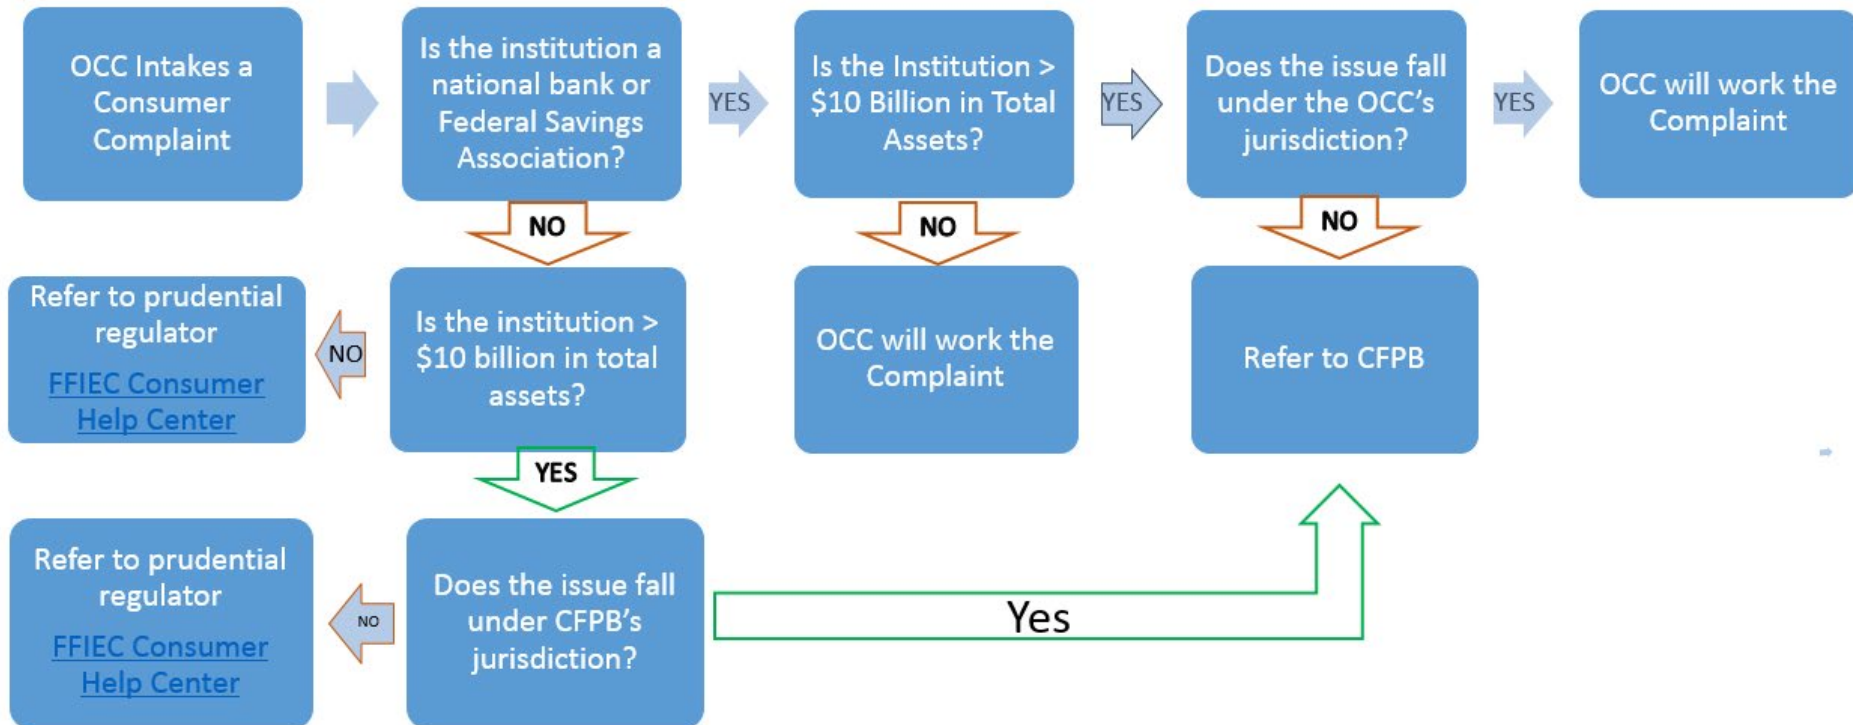 OCC Intakes a
Consumer
Complaint
Is the institution a
national bank or
Federal Savings
Association?
YES
Is the Institution >
$10 Billion in Total
Assets?
YES
Does the issue fall
under the OCC's
jurisdiction?
YES
OCC will work the
Complaint
NO
NO
NO
Refer to prudential
regulator
FFIEC Consumer
Help Center
NO
Is the institution >
$10 billion in total
assets?
OCC will work the
Complaint
Refer to CFPB
YES
Refer to prudential
regulator
FFIEC Consumer
Help Center
NO
Does the issue fall
under CFPB's
jurisdiction?
Yes